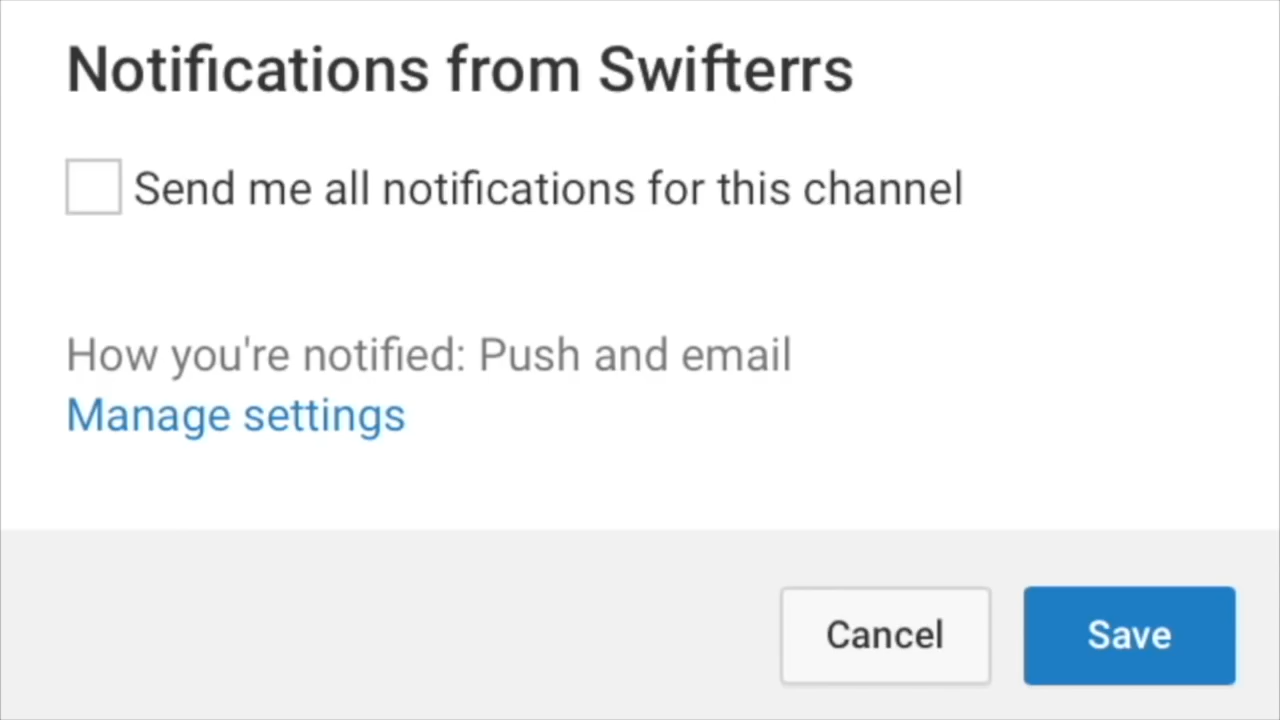 Notifications from Swifterrs
Send me all notifications for this channel
How you're notified: Push and email
Manage settings
Cancel
Save